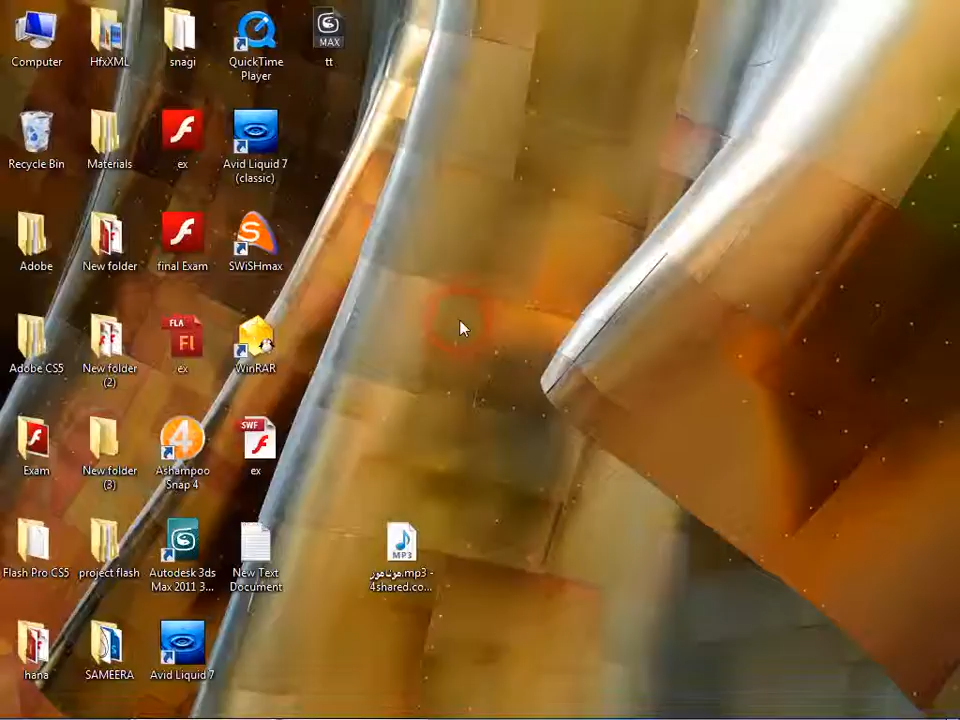 Computer
HfxXML
snagi
QuickTime
Player
MAX
tt
Recycle Bin
Materials
ex
Avid Liquid 7
(classic)
Adobe
New folder
final Exam
SWiSHmax
Adobe CS5
New folder
(2)
FLA
Fl
ex
WinRAR
Exam
New folder
(3)
4
Ashampoo
Snap 4
SWF
ex
Flash Pro CS5
project flash
Autodesk 3ds
Max 2011 3...
New Text
Document
MP3
.mp3 -
4shared.co...
hana
SAMEERA
Avid Liquid 7